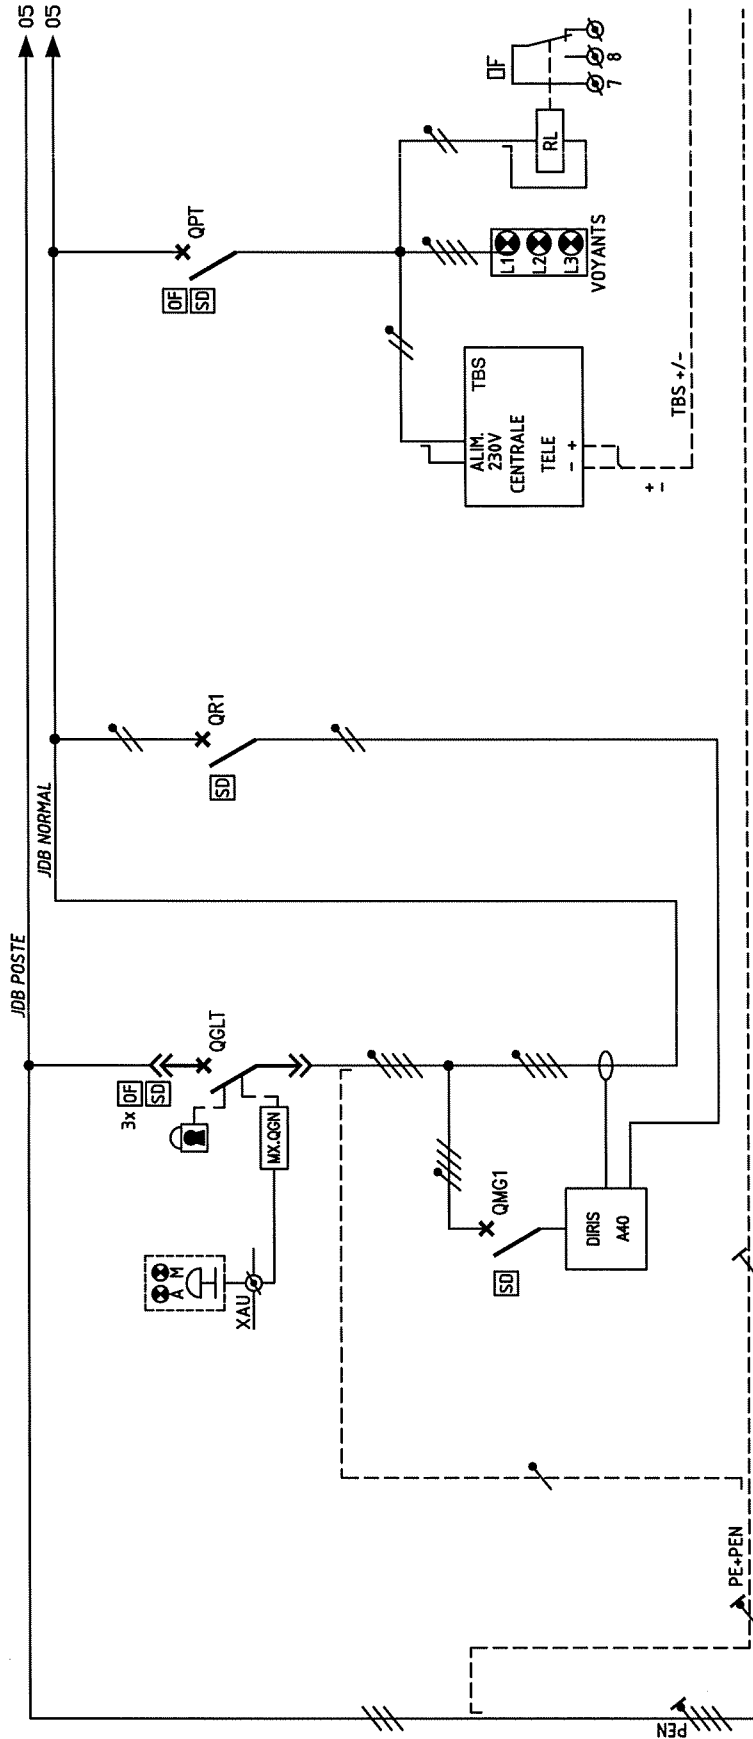 05
05
JDB POSTE
JDB NORMAL
QPT
OF
SD
OF
7
8
RL
L1
L2
L3
VOYANTS
TBS
ALIM.
230V
CENTRALE
TELE
- +
+
-
TBS +/-
QR1
SD
QGLT
3x
OF
SD
MX.QGN
A
M
XAU
QMG1
SD
DIRIS
A40
PE+PEN
PEN